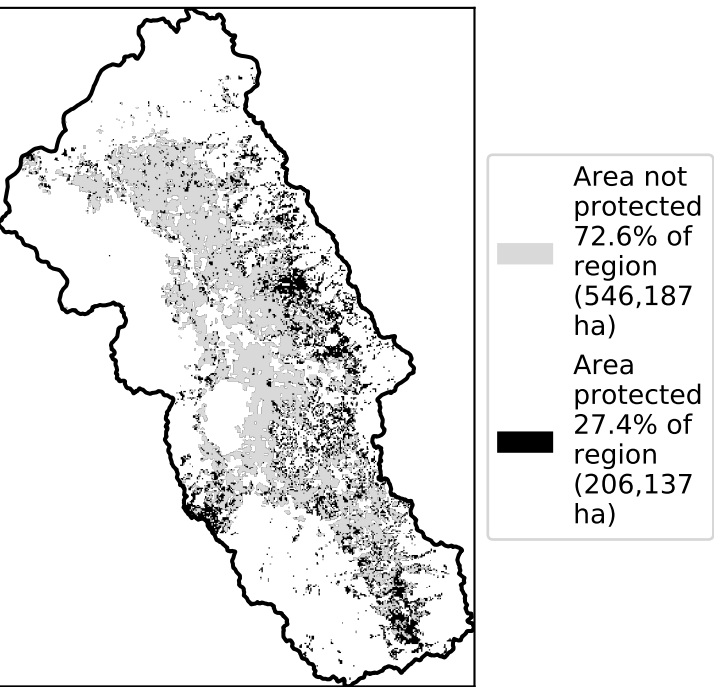 Area not
protected
72.6% of
region
(546,187
ha)
Area
protected
27.4% of
region
(206,137
ha)